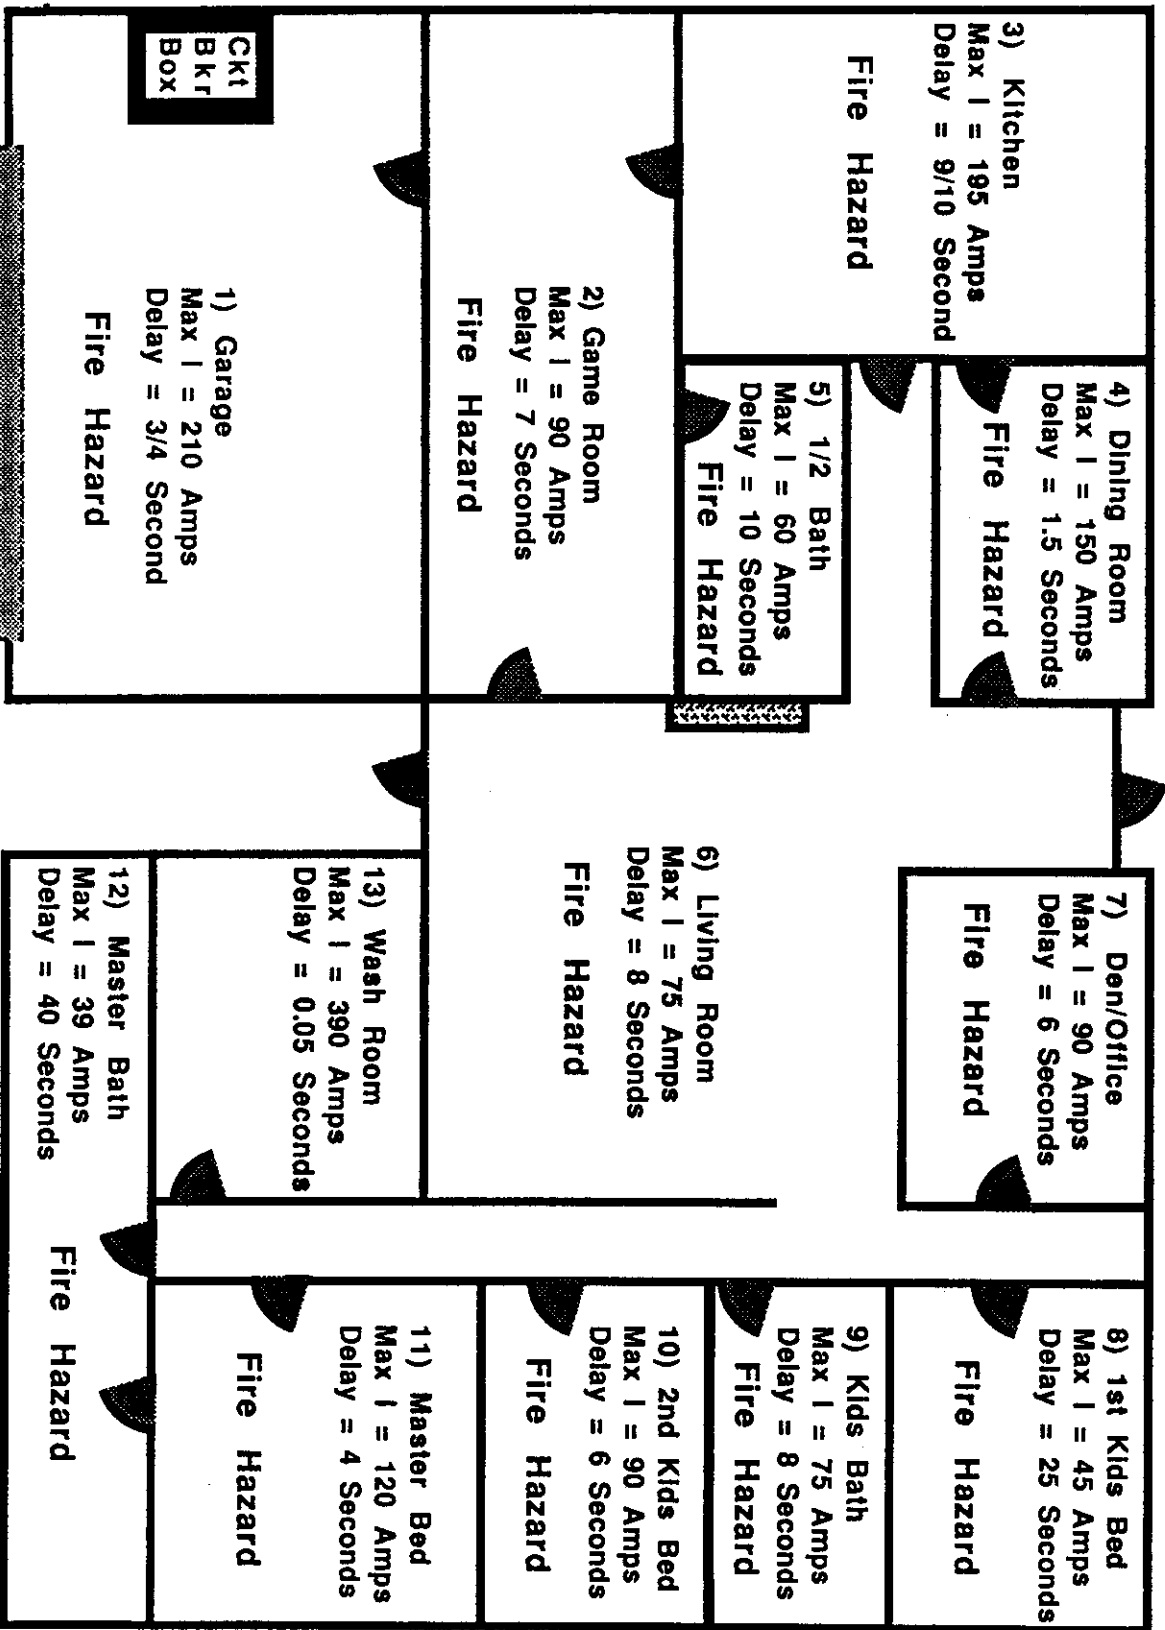 Ckt
Bkr
Box
1) Garage
Max I = 210 Amps
Delay = 3/4 Second
Fire Hazard
2) Game Room
Max I = 90 Amps
Delay = 7 Seconds
Fire Hazard
3) Kitchen
Max I = 195 Amps
Delay = 9/10 Second
Fire Hazard
4) Dining Room
Max I = 150 Amps
Delay = 1.5 Seconds
Fire Hazard
5) 1/2 Bath
Max I = 60 Amps
Delay = 10 Seconds
Fire Hazard
6) Living Room
Max I = 75 Amps
Delay = 8 Seconds
Fire Hazard
7) Den/Office
Max I = 90 Amps
Delay = 6 Seconds
Fire Hazard
8) 1st Kids Bed
Max I = 45 Amps
Delay = 25 Seconds
Fire Hazard
9) Kids Bath
Max I = 75 Amps
Delay = 8 Seconds
Fire Hazard
10) 2nd Kids Bed
Max I = 90 Amps
Delay = 6 Seconds
Fire Hazard
11) Master Bed
Max I = 120 Amps
Delay = 4 Seconds
Fire Hazard
12) Master Bath
Max I = 39 Amps
Delay = 40 Seconds
Fire Hazard
13) Wash Room
Max I = 390 Amps
Delay = 0.05 Seconds